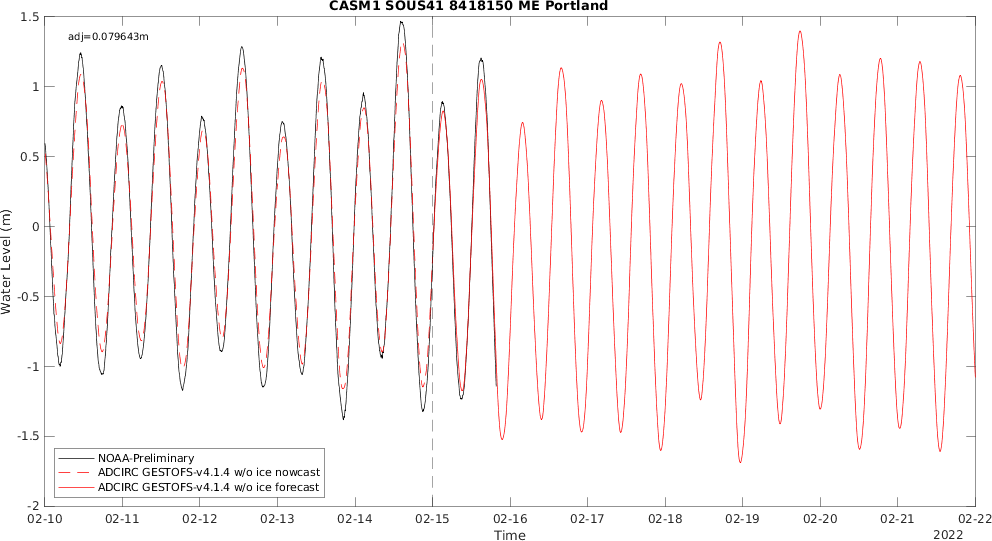 CASM1 SOUS41 8418150 ME Portland
adj=0.079643m
1.5
1
0.5
0
-0.5
-1
-1.5
-2
Water Level (m)
NOAA-Preliminary
ADCIRC GESTOFS-v4.1.4 w/o ice nowcast
ADCIRC GESTOFS-v4.1.4 w/o ice forecast
02-10 02-11 02-12 02-13 02-14 02-15 02-16 02-17 02-18 02-19 02-20 02-21 02-22
Time
2022